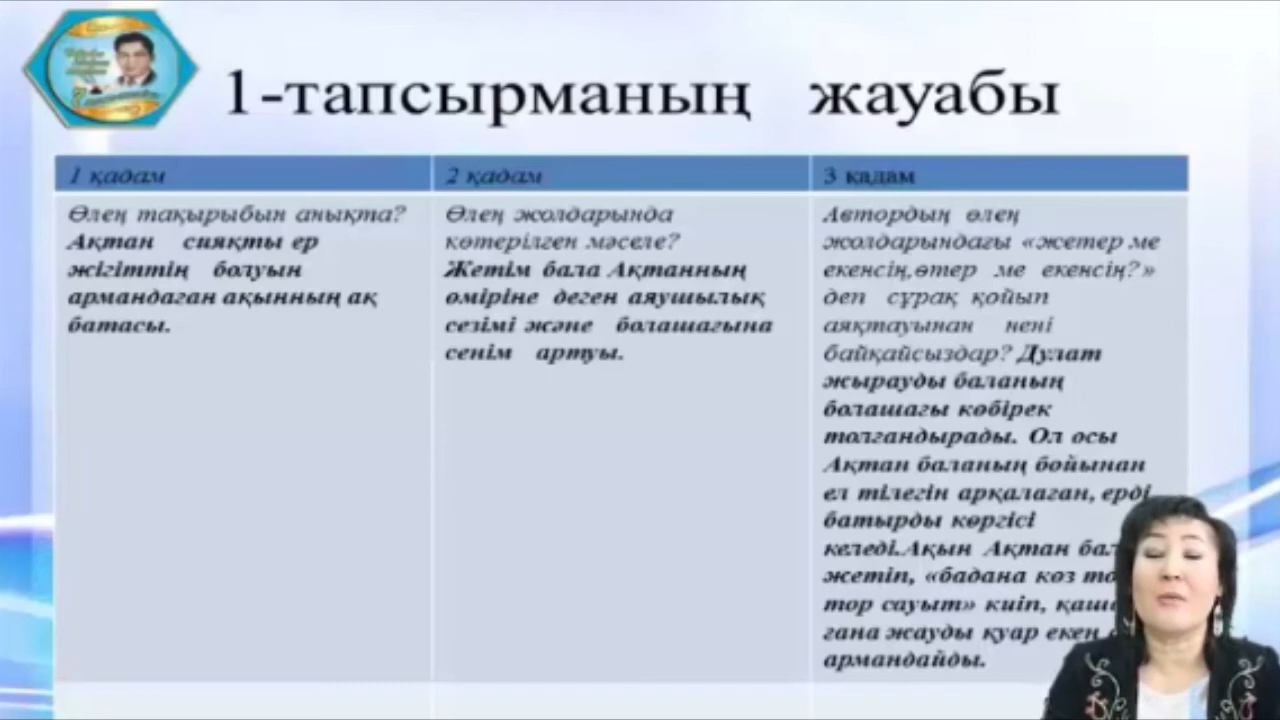 1-тапсырманың жауабы
1 қадам
2 қадам
3 қадам
Өлең тақырыбын анықта?
Ақтан сияқты ер
жігіттің болуын
армандаған ақынның ақ
батасы.
Өлең жолдарында
көтерілген мәселе?
Жетім бала Ақтанның
өміріне деген аяушылық
сезімі және болашағына
сенім артуы.
Автордың өлең
жолдарындағы «жетер ме
екенсің,өтер ме екенсің?»
деп сұрақ қойып
аяқтауынан нені
байқайсыздар? Дулат
жырауды баланың
болашағы көбірек
толғандырады. Ол осы
Ақтан баланың бойынан
ел тілегін арқалаған, ерді,
батырды көргісі
келеді.Ақын Ақтан
жетіп, «бадана көз
тор сауыт» киіп,
ғана жауды қуар екен
армандайды.